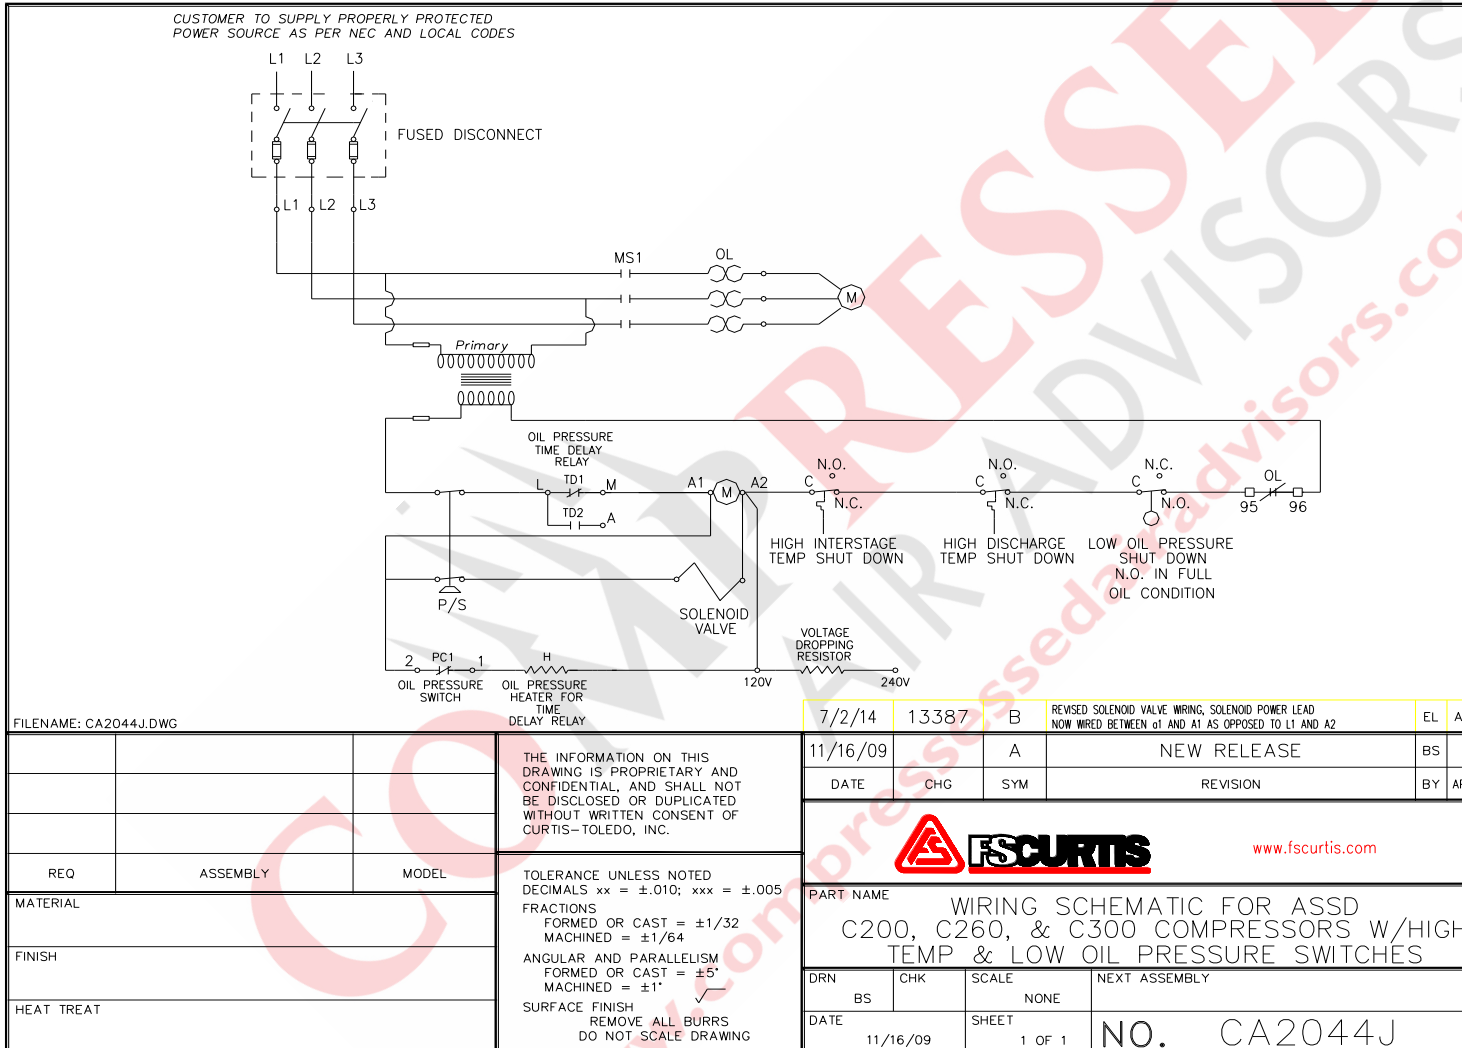 CUSTOMER TO SUPPLY PROPERLY PROTECTED
POWER SOURCE AS PER NEC AND LOCAL CODES
L1 L2 L3
FUSED DISCONNECT
L1 L2 L3
MS1 OL
M
Primary
OIL PRESSURE
TIME DELAY
RELAY
L TD1 M
TD2 A
A1 M A2
N.O.
C
N.C.
HIGH INTERSTAGE
TEMP SHUT DOWN
N.O.
C
N.C.
HIGH DISCHARGE
TEMP SHUT DOWN
N.C.
C
N.O.
LOW OIL PRESSURE
SHUT DOWN
N.O. IN FULL
OIL CONDITION
OL
95 96
P/S
SOLENOID
VALVE
VOLTAGE
DROPPING
RESISTOR
2 PC1 1
OIL PRESSURE
SWITCH
H
OIL PRESSURE
HEATER FOR
TIME
DELAY RELAY
120V 240V
FILENAME: CA2044J.DWG
7/2/14 13387 B REVISED SOLENOID VALVE WIRING, SOLENOID POWER LEAD
NOW WIRED BETWEEN a1 AND A1 AS OPPOSED TO L1 AND A2 EL A
11/16/09 A NEW RELEASE BS
DATE CHG SYM REVISION BY
THE INFORMATION ON THIS
DRAWING IS PROPRIETARY AND
CONFIDENTIAL, AND SHALL NOT
BE DISCLOSED OR DUPLICATED
WITHOUT WRITTEN CONSENT OF
CURTIS-TOLEDO, INC.
REQ ASSEMBLY MODEL
MATERIAL
FINISH
HEAT TREAT
TOLERANCE UNLESS NOTED
DECIMALS xx = ±.010; xxx = ±.005
FRACTIONS
FORMED OR CAST = ±1/32
MACHINED = ±1/64
ANGULAR AND PARALLELISM
FORMED OR CAST = ±5°
MACHINED = ±1°
SURFACE FINISH
REMOVE ALL BURRS
DO NOT SCALE DRAWING
FSCURTIS
www.fscurtis.com
PART NAME
WIRING SCHEMATIC FOR ASSD
C200, C260, & C300 COMPRESSORS W/HIGH
TEMP & LOW OIL PRESSURE SWITCHES
DRN BS
CHK
SCALE NONE
NEXT ASSEMBLY
DATE 11/16/09
SHEET 1 OF 1
NO. CA2044J
COMPRESSE
AIR ADVISORS
w.compressedairadvisors.co